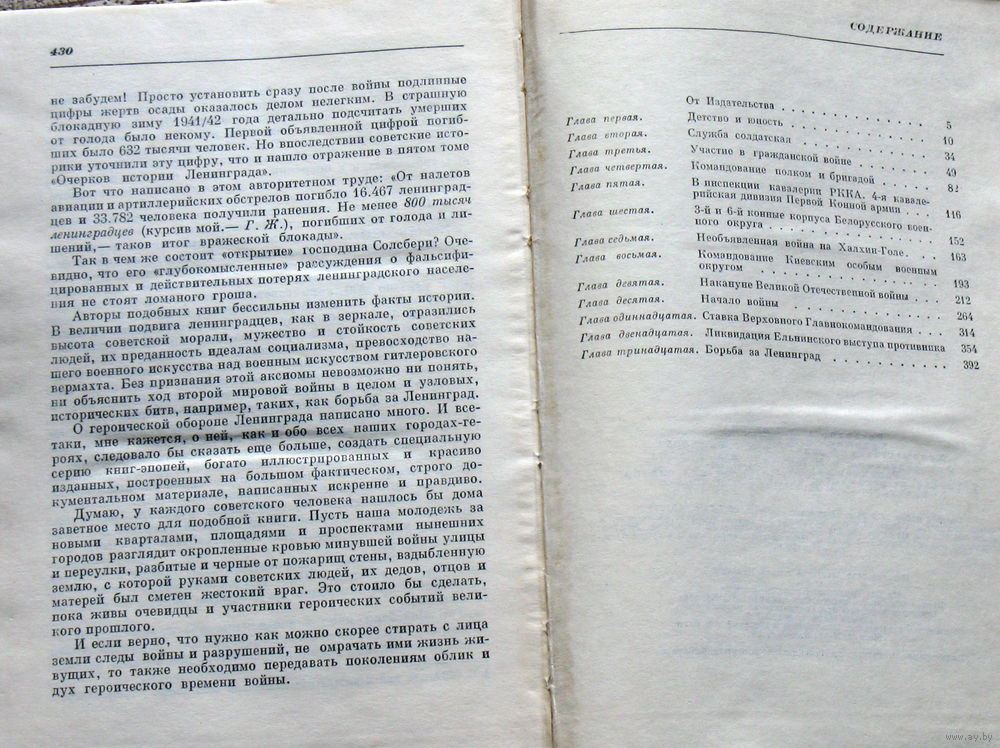 430
не забудем! Просто установить сразу после войны подлинные
цифры жертв осады оказалось делом нелегким. В страшную
блокадную зиму 1941/42 года детально подсчитать умерших
от голода было некому. Первой объявленной цифрой погиб-
ших было 632 тысячи человек. Но впоследствии советские исто-
рики уточнили эту цифру, что и нашло отражение в пятом томе
«Очерков истории Ленинграда».
Вот что написано в этом авторитетном труде: «От налетов
авиации и артиллерийских обстрелов погибло 16.467 ленинград-
цев и 33.782 человека получили ранения. Не менее 800 тысяч
ленинградцев (курсив мой.— Г. Ж.), погибших от голода и ли-
шений,— таков итог вражеской блокады».
Так в чем же состоит «открытие» господина Солсбери? Оче-
видно, что его «глубокомысленные» рассуждения о фальсифи-
цированных и действительных потерях ленинградского населе-
ния не стоят ломаного гроша.
Авторы подобных книг бессильны изменить факты истории.
В величии подвига ленинградцев, как в зеркале, отразились
высота советской морали, мужество и стойкость советских
людей, их преданность идеалам социализма, превосходство на-
шего военного искусства над военным искусством гитлеровского
вермахта. Без признания этой аксиомы невозможно ни понять,
ни объяснить ход второй мировой войны в целом и узловых,
исторических битв, например, таких, как борьба за Ленинград.
О героической обороне Ленинграда написано много. И все-
таки, мне кажется, о ней, как и обо всех наших городах-ге-
роях, следовало бы сказать еще больше, создать специальную
серию книг-эпопей, богато иллюстрированных и красиво
изданных, построенных на большом фактическом, строго до-
кументальном материале, написанных искренне и правдиво.
Думаю, у каждого советского человека нашлось бы дома
заветное место для подобной книги. Пусть наша молодежь за
новыми кварталами, площадями и проспектами нынешних
городов разглядит окропленные кровью минувшей войны улицы
и переулки, разбитые и черные от пожарищ стены, вздыбленную
землю, с которой руками советских людей, их дедов, отцов и
матерей был сметен жестокий враг. Это стоило бы сделать,
пока живы очевидцы и участники героических событий вели-
кого прошлого.
И если верно, что нужно как можно скорее стирать с лица
земли следы войны и разрушений, не омрачать ими жизнь жи-
вущих, то также необходимо передавать поколениям облик и
дух героического времени войны.
СОДЕРЖАНИЕ
От Издательства . . . . . . . . . . . 5
Глава первая. Детство и юность . . . . . . . . . . . 10
Глава вторая. Служба солдатская . . . . . . . . . . . 34
Глава третья. Участие в гражданской войне . . . . . . . 49
Глава четвертая. Командование полком и бригадой . . . . . . 82
Глава пятая. В инспекции кавалерии РККА. 4-я кавале-
рийская дивизия Первой Конной армии . . . 116
Глава шестая. 3-й и 6-й конные корпуса Белорусского воен-
ного округа . . . . . . . . . . . 152
Глава седьмая. Необъявленная война на Халхин-Голе . . . 163
Глава восьмая. Командование Киевским особым военным
округом . . . . . . . . . . . 193
Глава девятая. Накануне Великой Отечественной войны . . . 212
Глава десятая. Начало войны . . . . . . . . . . . 264
Глава одиннадцатая. Ставка Верховного Главнокомандования . . . 314
Глава двенадцатая. Ликвидация Ельнинского выступа противника 354
Глава тринадцатая. Борьба за Ленинград . . . . . . . . . 392
www.ay.by